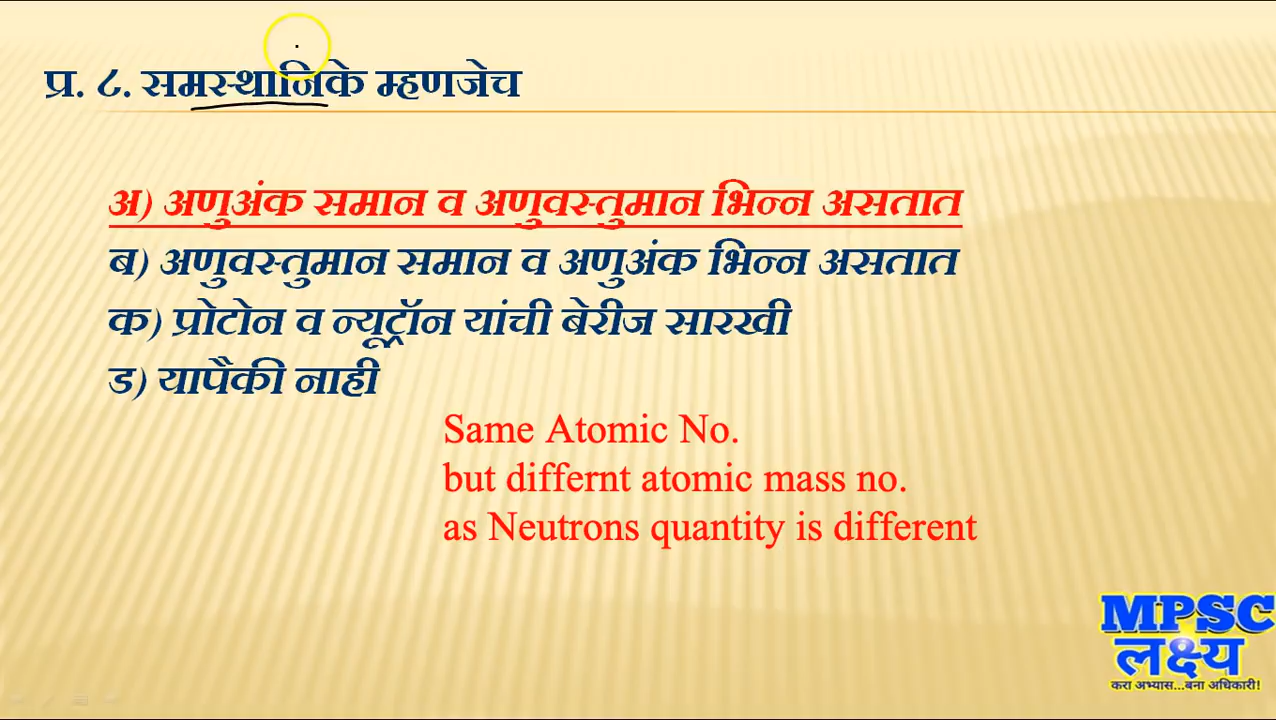 प्र. ८. समस्थानिके म्हणजेच
अ) अणुअंक समान व अणुवस्तुमान भिन्न असतात
ब) अणुवस्तुमान समान व अणुअंक भिन्न असतात
क) प्रोटोन व न्यूट्रॉन यांची बेरीज सारखी
ड) यापैकी नाही
Same Atomic No.
but differnt atomic mass no.
as Neutrons quantity is different
MPSC
लक्ष्य
करा अभ्यास...बना अधिकारी!